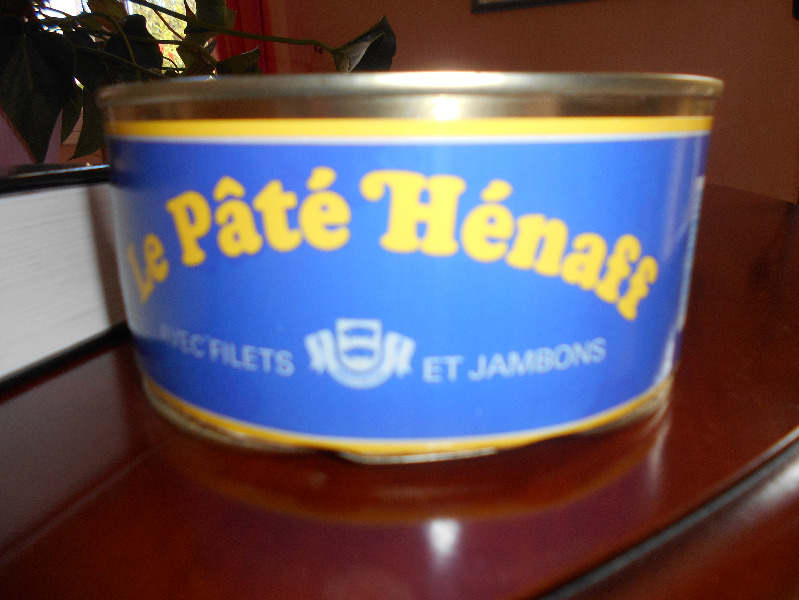 Le Pâté Hénaff
AVEC FILETS ET JAMBONS